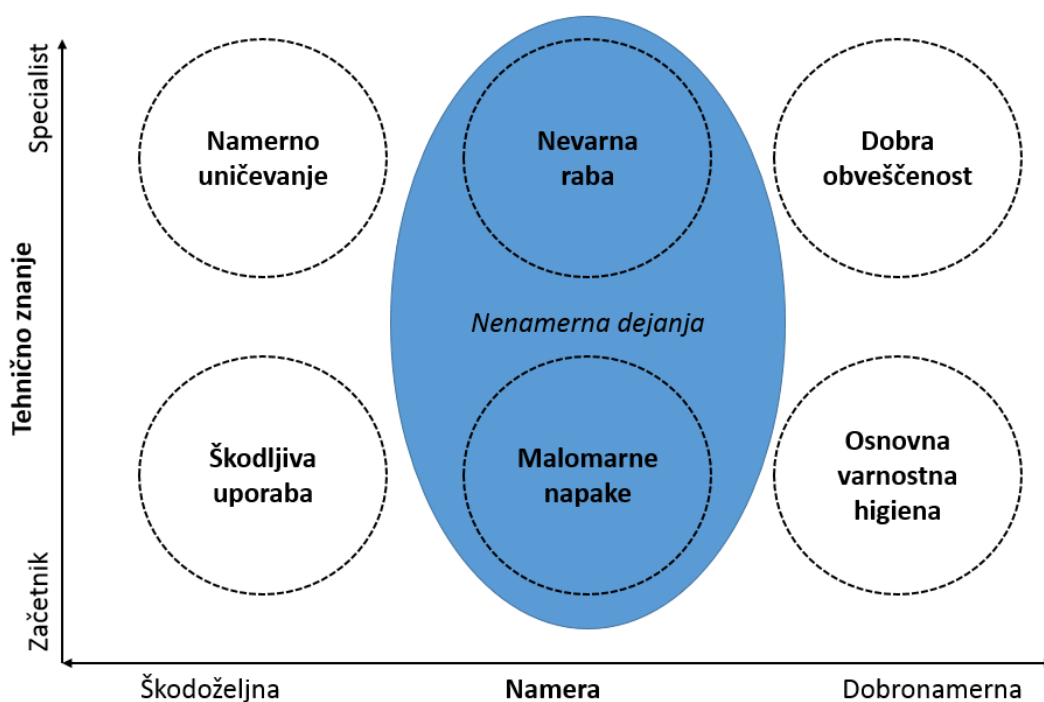 Specialist
Tehnično znanje
Začetnik
Namerno
uničevanje
Nevarna
raba
Dobra
obveščenost
Nenamerna dejanja
Škodljiva
uporaba
Malomarne
napake
Osnovna
varnostna
higiena
Škodoželjna
Namera
Dobronamerna